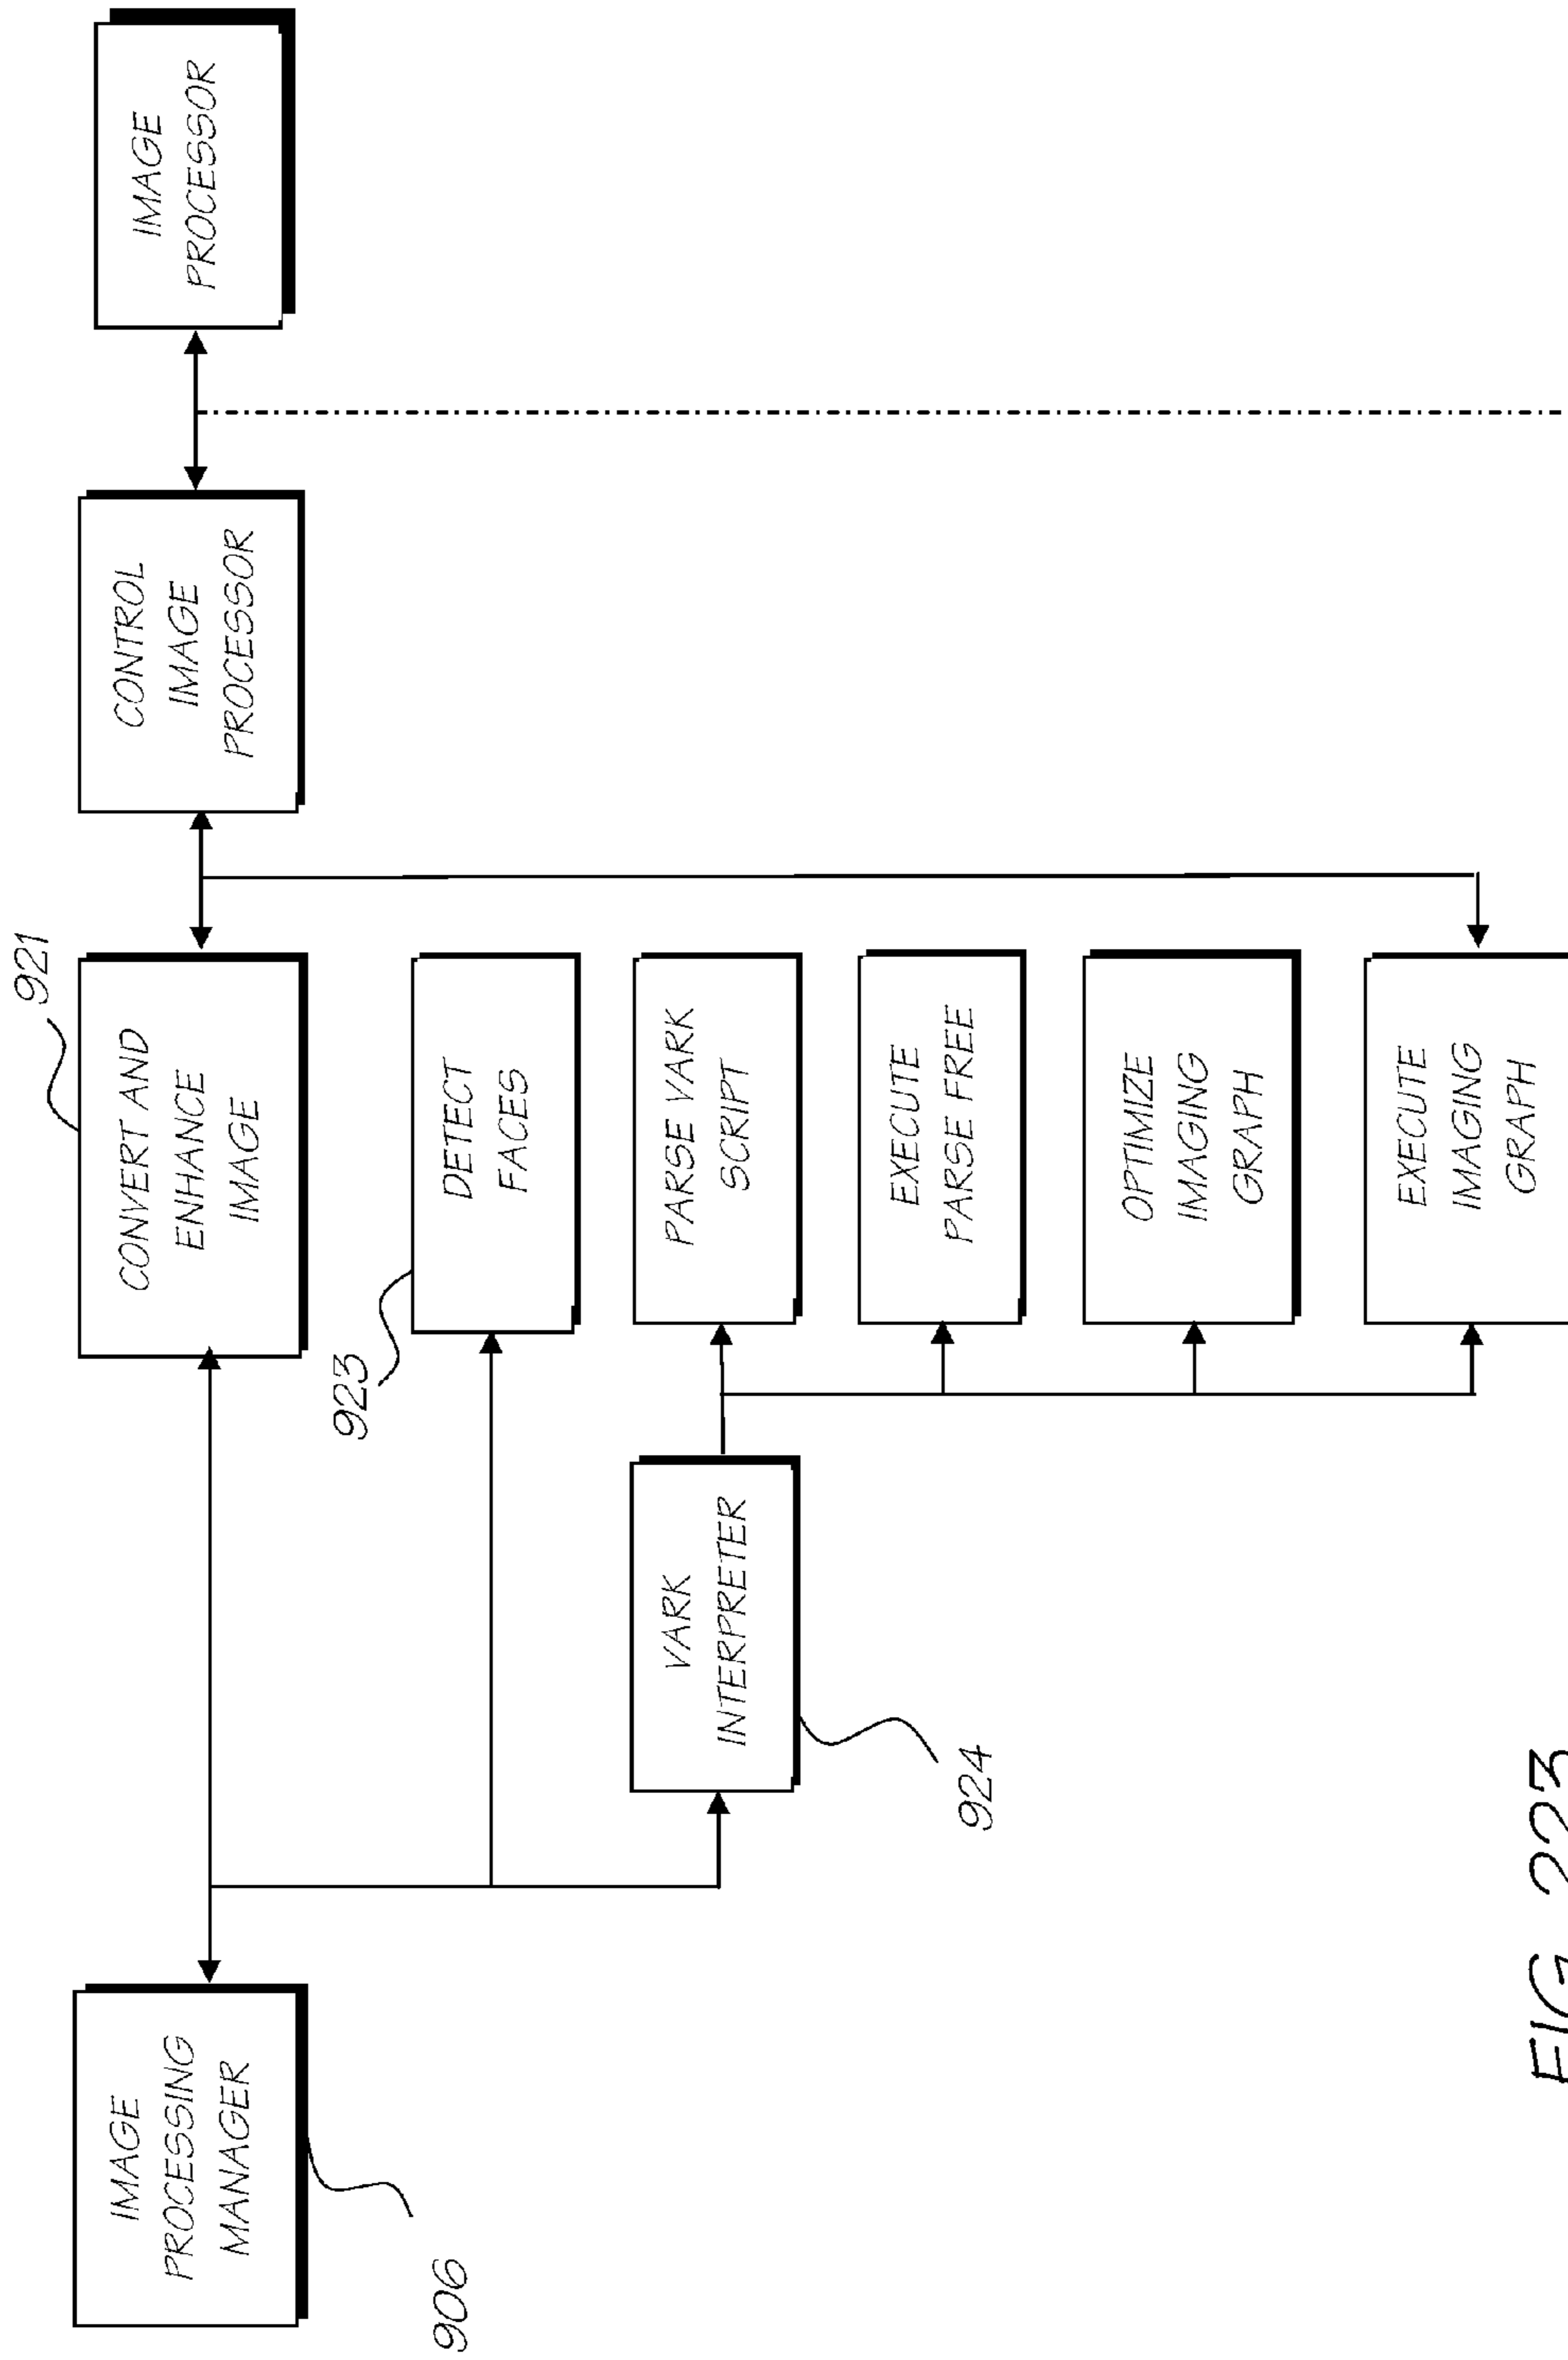 IMAGE
PROCESSING
MANAGER
906
CONVERT AND
ENHANCE
IMAGE
921
CONTROL
IMAGE
PROCESSOR
IMAGE
PROCESSOR
DETECT
FACES
923
VARK
INTERPRETER
924
PARSE VARK
SCRIPT
EXECUTE
PARSE FREE
OPTIMIZE
IMAGING
GRAPH
EXECUTE
IMAGING
GRAPH
FIG. 223